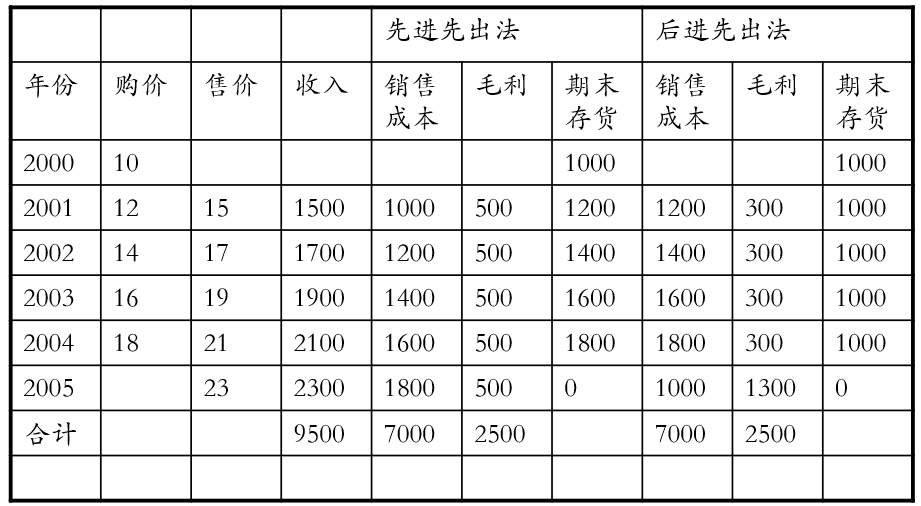 先进先出法 后进先出法
年份 购价 售价 收入 销售成本 毛利 期末存货 销售成本 毛利 期末存货
2000 10 1000 1000
2001 12 15 1500 1000 500 1200 1200 300 1000
2002 14 17 1700 1200 500 1400 1400 300 1000
2003 16 19 1900 1400 500 1600 1600 300 1000
2004 18 21 2100 1600 500 1800 1800 300 1000
2005 23 2300 1800 500 0 1000 1300 0
合计 9500 7000 2500 7000 2500